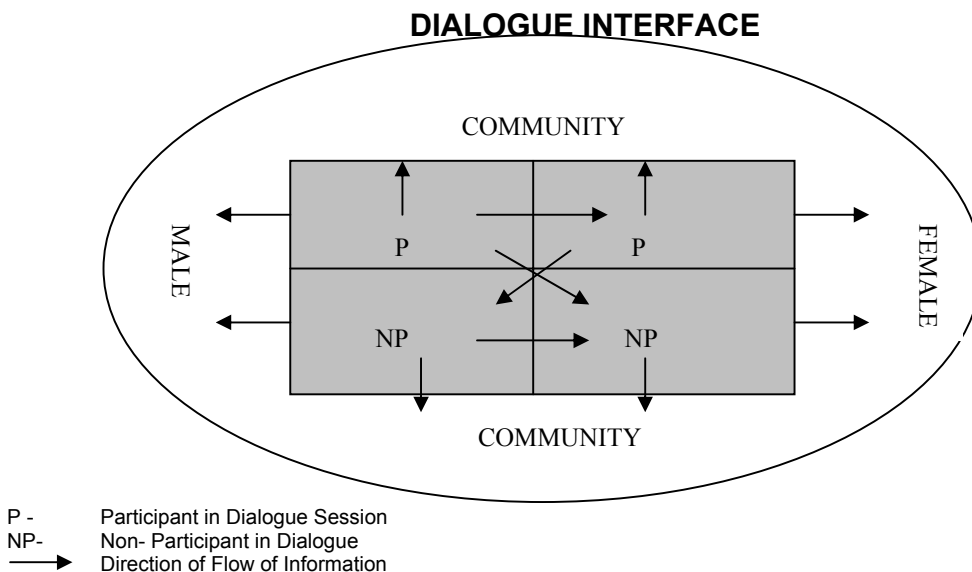 DIALOGUE INTERFACE
COMMUNITY
MALE
FEMALE
P
P
NP
NP
COMMUNITY
P - Participant in Dialogue Session
NP- Non- Participant in Dialogue
Direction of Flow of Information